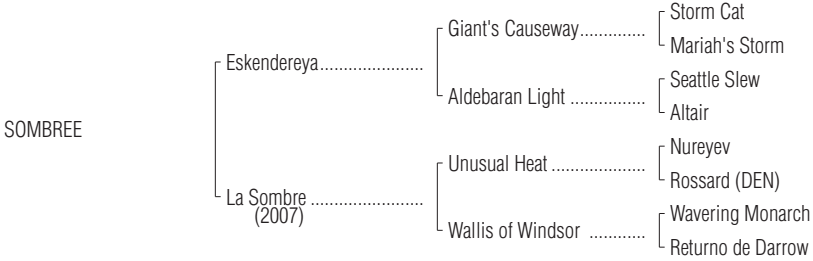 Storm Cat
Giant's Causeway..............
Mariah's Storm
Eskendereya......................
Seattle Slew
Aldebaran Light ................
Altair
SOMBREE
Nureyev
Unusual Heat ....................
Rossard (DEN)
La Sombre ........................
(2007)
Wavering Monarch
Wallis of Windsor ............
Returno de Darrow